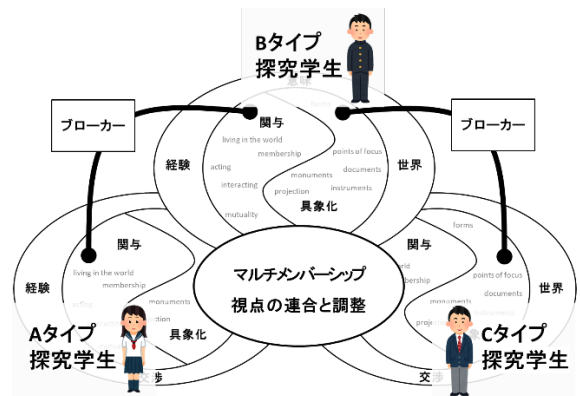 Bタイプ
探究学生
意味
ブローカー
ブローカー
関与
living in the world
membership
経験
acting
interacting
mutuality
points of focus
世界
documents
monuments
instruments
projection
具象化
関与
living in the world
membership
経験
acting
monuments
具象化
Aタイプ
探究学生
交渉
マルチメンバーシップ
視点の連合と調整
forms
関与
points of focus
世界
documents
monuments
instruments
Cタイプ
探究学生
交渉